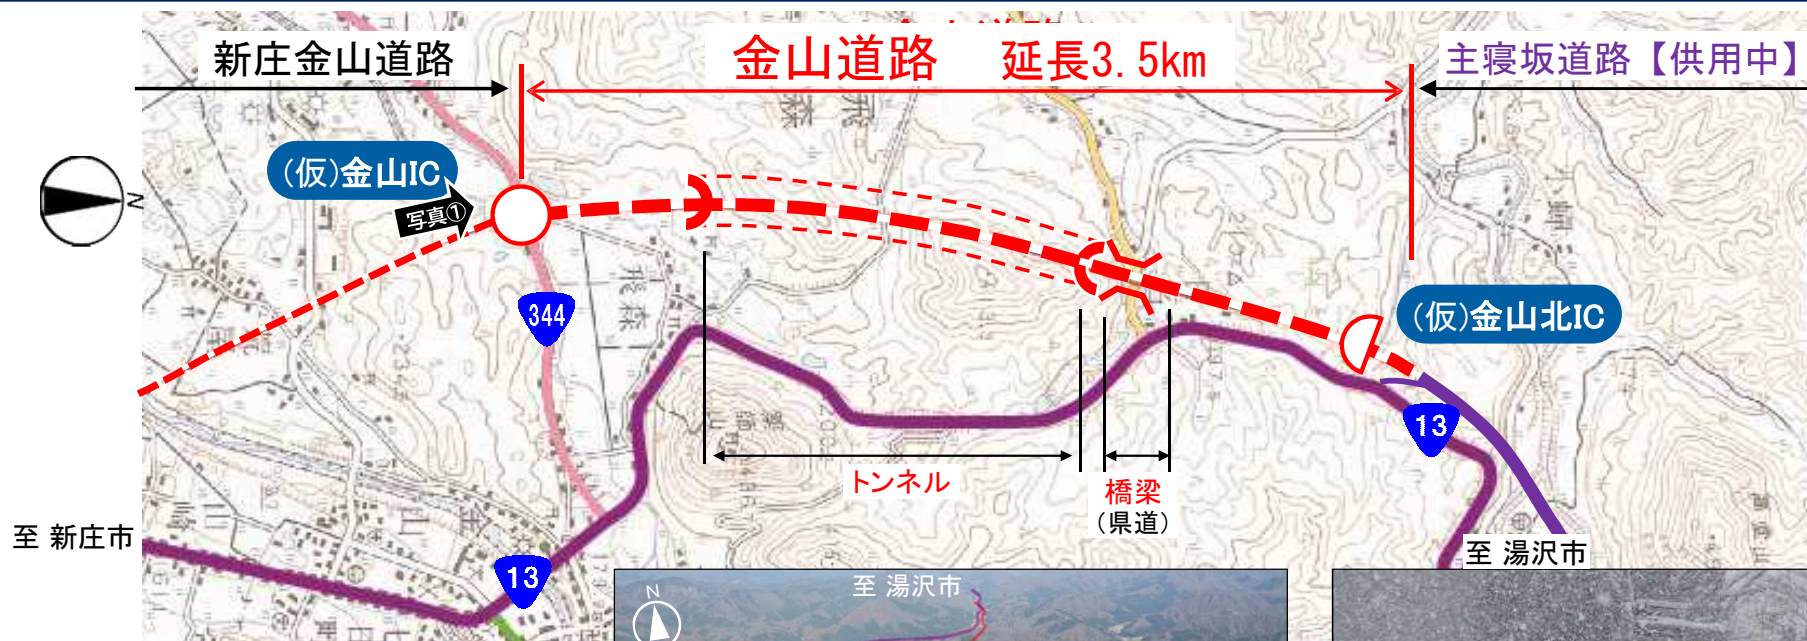 新庄金山道路
金山道路 延長3.5km
主寝坂道路【供用中】
(仮)金山IC
写真①
N
344
飛森
(仮)金山北IC
13
トンネル
橋梁
(県道)
至 新庄市
13
至 湯沢市
至 湯沢市
N